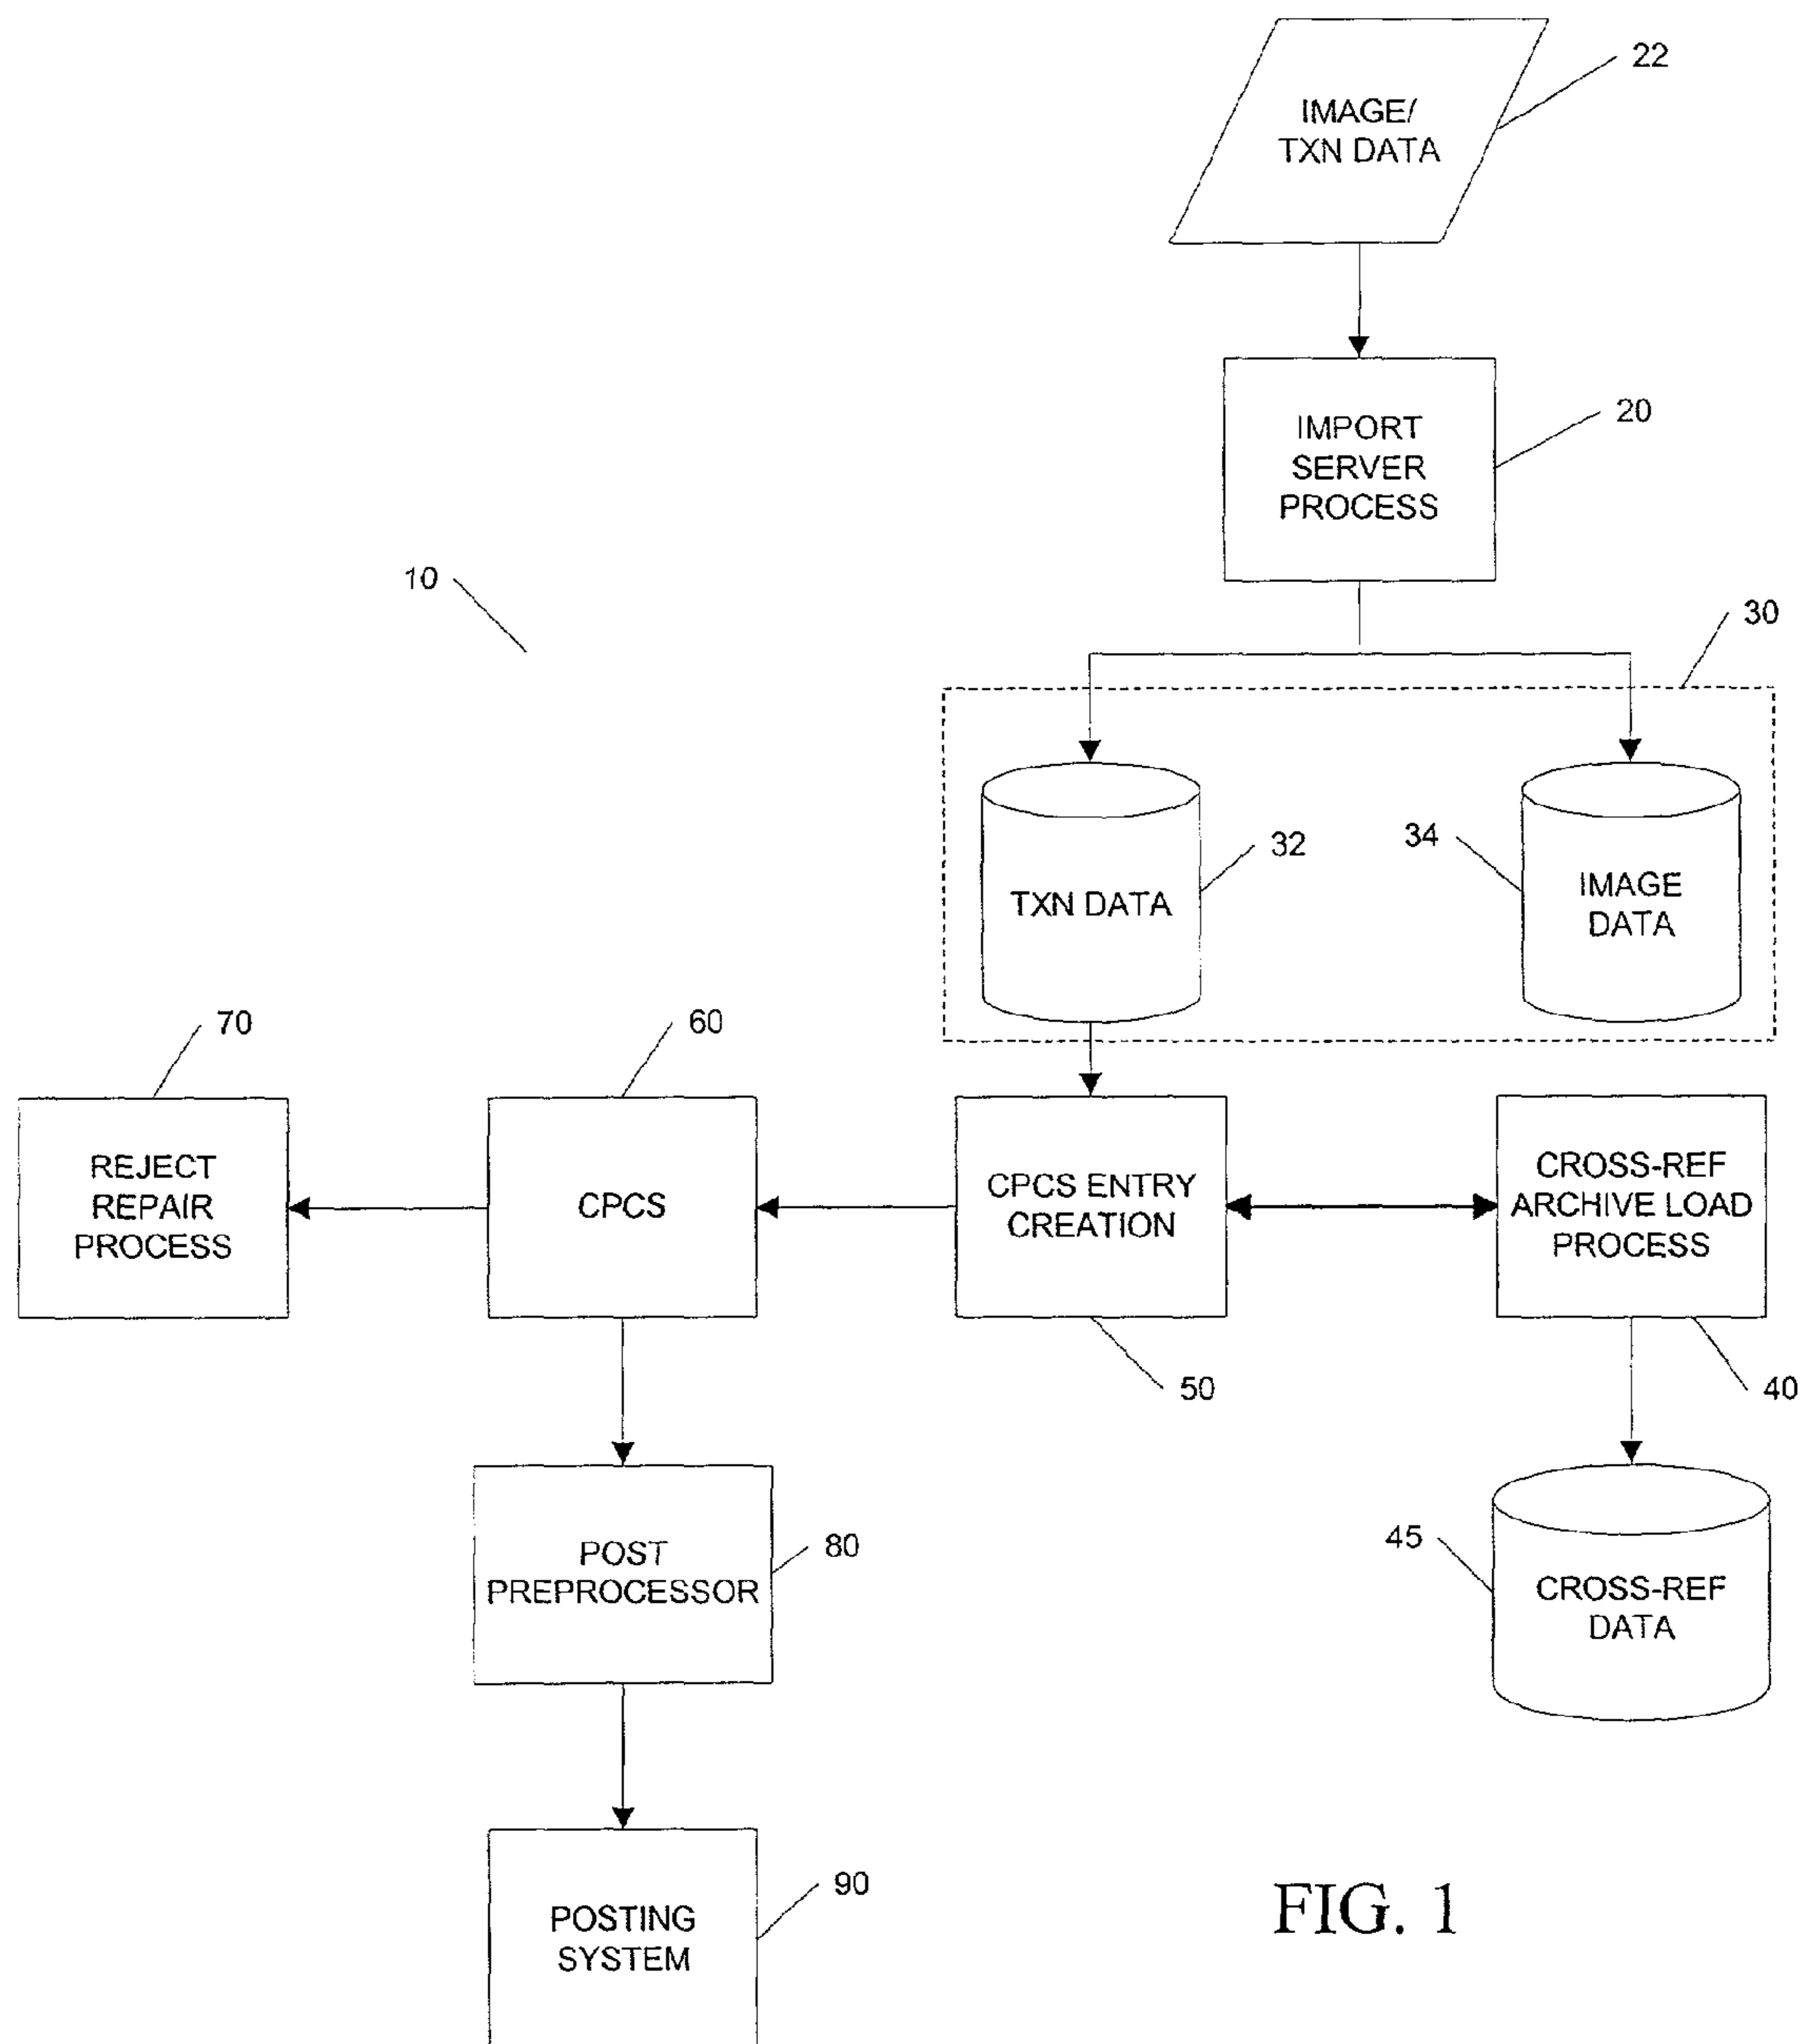 IMAGE/
TXN DATA
22
IMPORT
SERVER
PROCESS
20
10
30
TXN DATA
32
34
IMAGE
DATA
70
60
REJECT
REPAIR
PROCESS
CPCS
CPCS ENTRY
CREATION
CROSS-REF
ARCHIVE LOAD
PROCESS
50
40
POST
PREPROCESSOR
80
45
CROSS-REF
DATA
POSTING
SYSTEM
90
FIG. 1